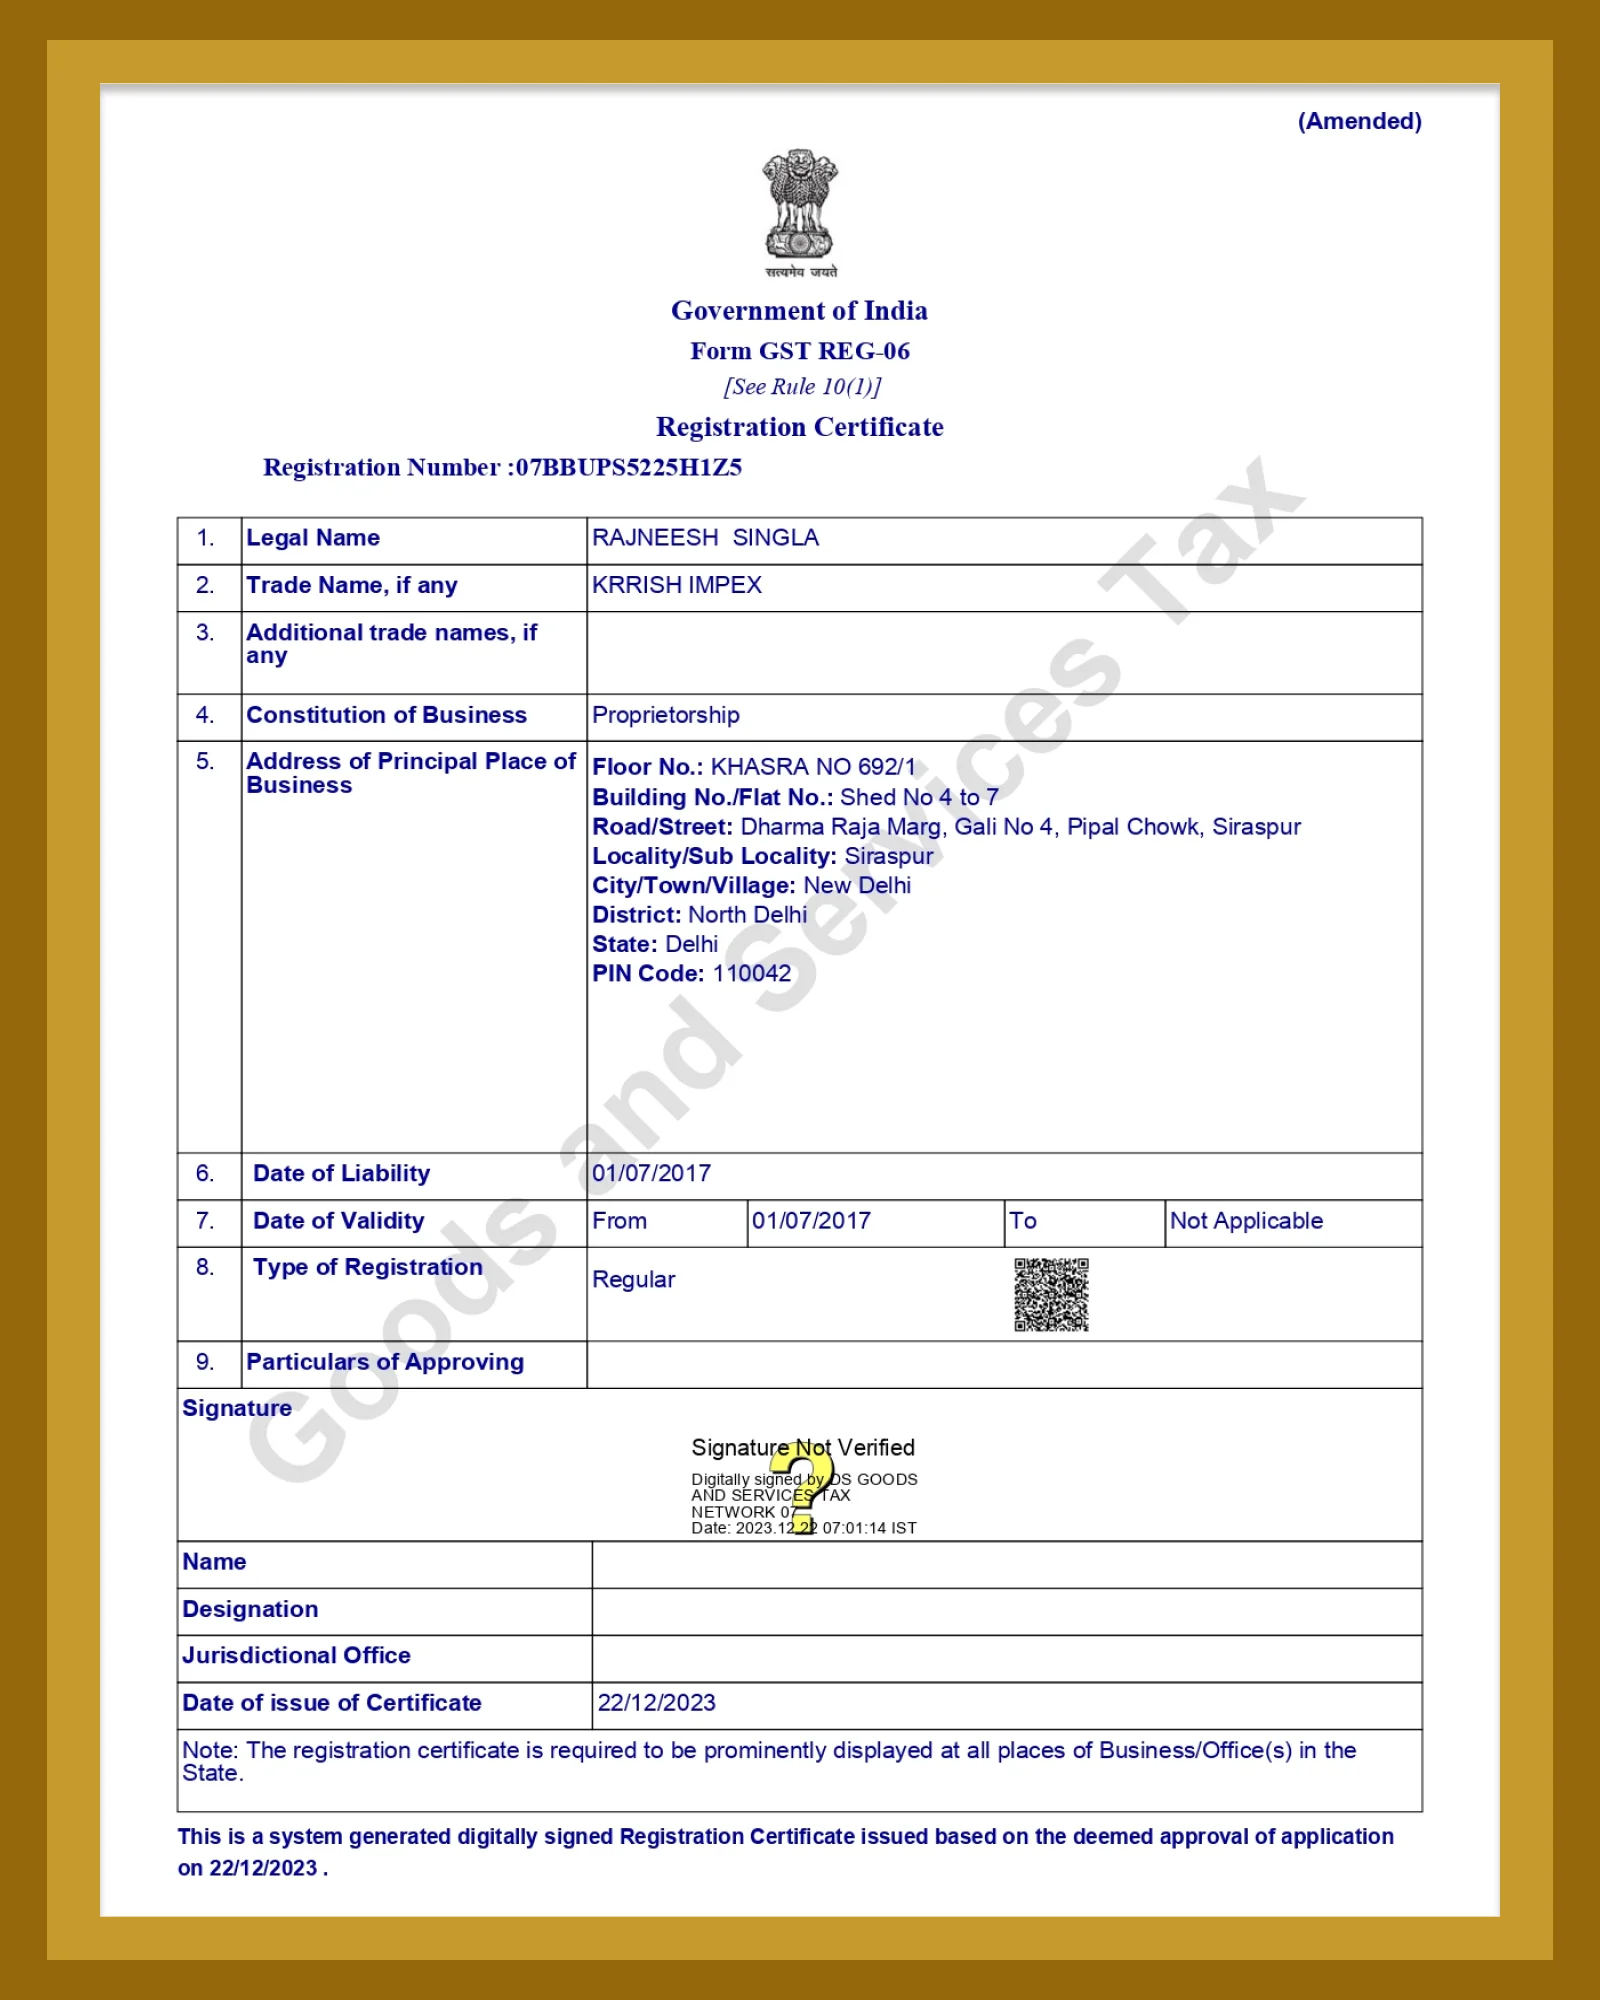 (Amended)
सत्यमेव जयते
Government of India
Form GST REG-06
[See Rule 10(1)]
Registration Certificate
Registration Number :07BBUPS5225H1Z5
1. Legal Name RAJNEESH SINGLA
2. Trade Name, if any KRRISH IMPEX
3. Additional trade names, if
any
4. Constitution of Business Proprietorship
5. Address of Principal Place of
Business
Floor No.: KHASRA NO 692/1
Building No./Flat No.: Shed No 4 to 7
Road/Street: Dharma Raja Marg, Gali No 4, Pipal Chowk, Siraspur
Locality/Sub Locality: Siraspur
City/Town/Village: New Delhi
District: North Delhi
State: Delhi
PIN Code: 110042
6. Date of Liability 01/07/2017
7. Date of Validity From 01/07/2017 To Not Applicable
8. Type of Registration Regular
9. Particulars of Approving
Signature
Signature Not Verified
Digitally signed by DS GOODS
AND SERVICES TAX
NETWORK 07
Date: 2023.12.22 07:01:14 IST
Name
Designation
Jurisdictional Office
Date of issue of Certificate 22/12/2023
Note: The registration certificate is required to be prominently displayed at all places of Business/Office(s) in the
State.
This is a system generated digitally signed Registration Certificate issued based on the deemed approval of application
on 22/12/2023 .
Goods and Services Tax